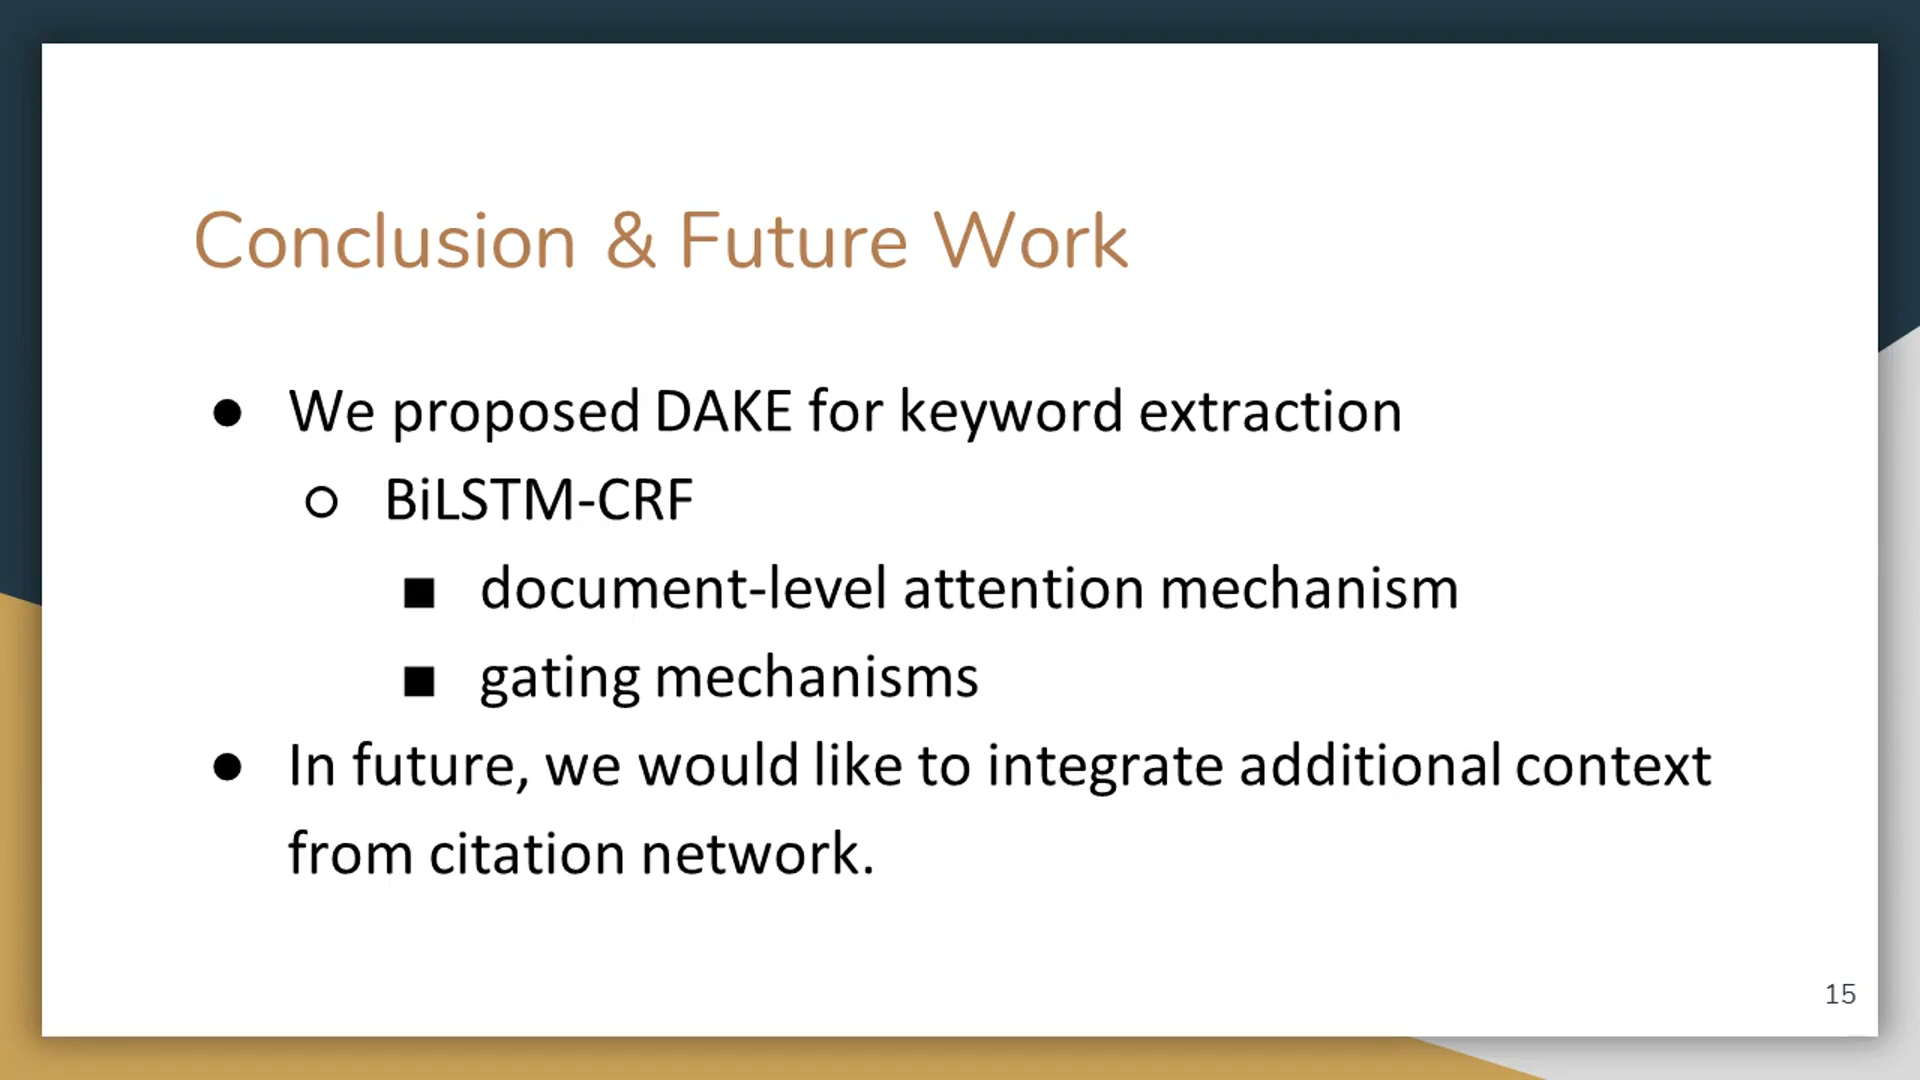 Conclusion & Future Work
● We proposed DAKE for keyword extraction
○ BiLSTM-CRF
■ document-level attention mechanism
■ gating mechanisms
● In future, we would like to integrate additional context
from citation network.
15